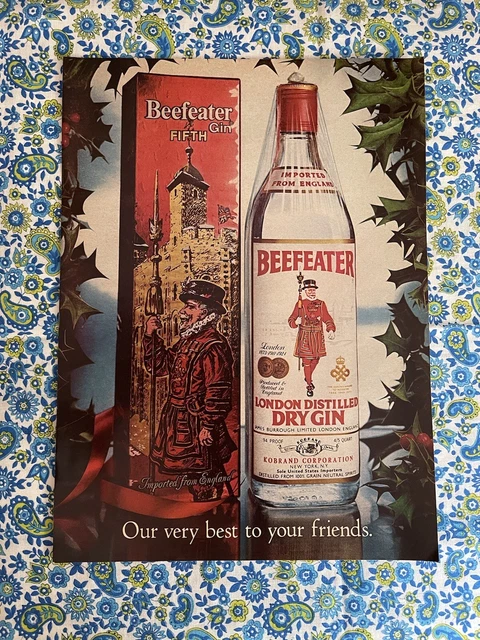 Beefeater
Gin
FIFTH
Imported from England
IMPORTED
FROM ENGLAND
BEEFEATER
London
Produced &
Bottled in
England
LONDON DISTILLED
DRY GIN
JAMES BURROUGH LIMITED LONDON ENGLAND
94 PROOF
4/5 QUART
KOBRAND
KOBRAND CORPORATION
NEW YORK, N.Y.
Sole United States Importers
DISTILLED FROM 100% GRAIN NEUTRAL SPIRITS
Our very best to your friends.